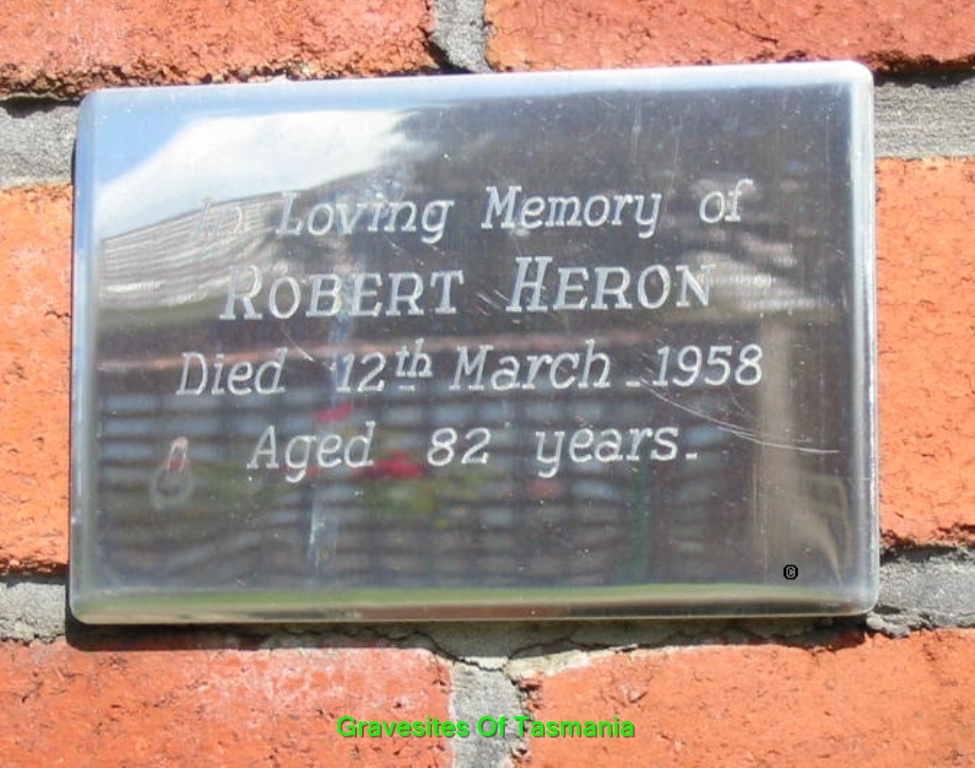 In Loving Memory of
ROBERT HERON
Died 12th March _ 1958
Aged 82 years.
©
Gravesites Of Tasmania